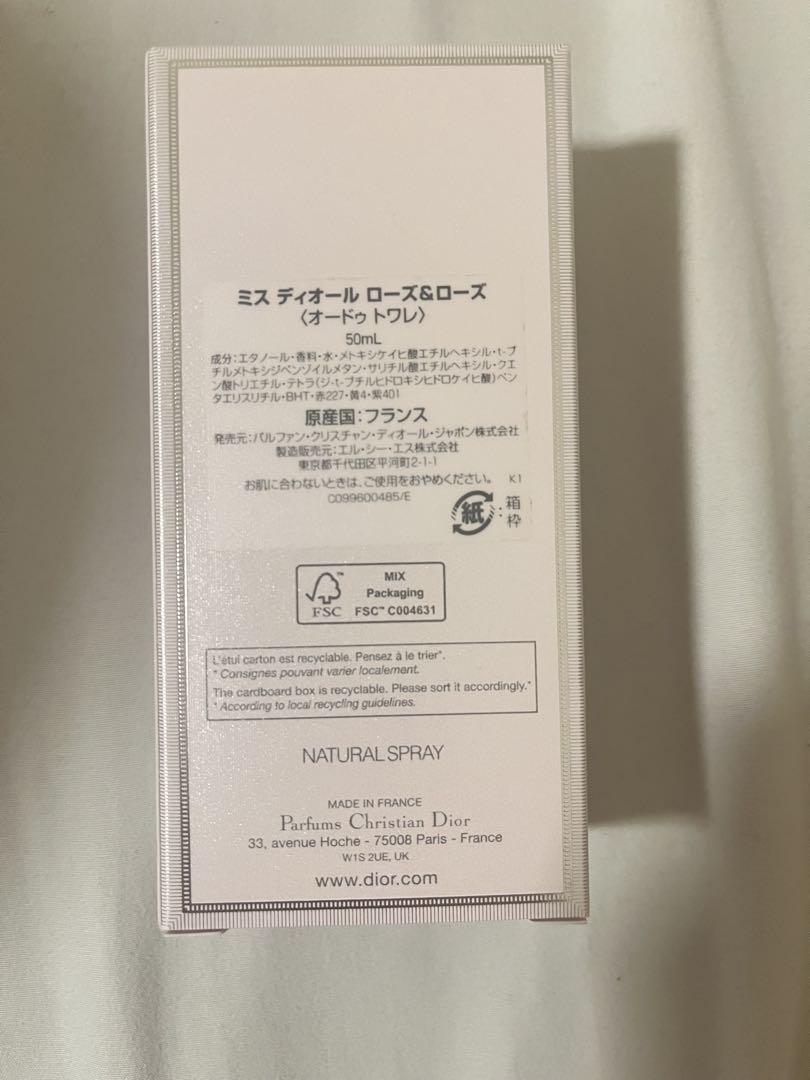 ミス ディオール ローズ&ローズ
〈オードゥ トワレ〉
50mL
成分:エタノール・香料・水・メトキシケイヒ酸エチルヘキシル・t-ブ
チルメトキシジベンゾイルメタン・サリチル酸エチルヘキシル・クエ
ン酸トリエチル・テトラ(ジ-t-ブチルヒドロキシヒドロケイヒ酸)ペン
タエリスリチル・BHT・赤227・黄4・紫401
原産国:フランス
発売元:パルファン・クリスチャン・ディオール・ジャポン株式会社
製造販売元:エル・シー・エス株式会社
東京都千代田区平河町2-1-1
お肌に合わないときは、ご使用をおやめください。 K1
C099600485/E
紙:箱
枠
MIX
Packaging
FSC™ C004631
FSC
L'étui carton est recyclable. Pensez à le trier*.
* Consignes pouvant varier localement.
The cardboard box is recyclable. Please sort it accordingly.*
* According to local recycling guidelines.
NATURAL SPRAY
MADE IN FRANCE
Parfums Christian Dior
33, avenue Hoche - 75008 Paris - France
W1S 2UE, UK
www.dior.com